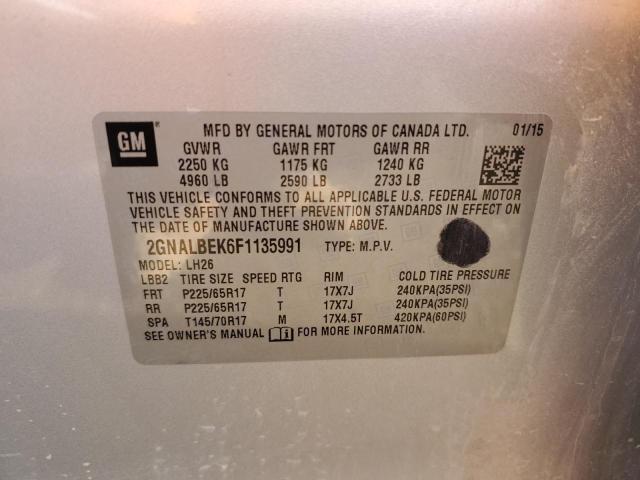 GM MFD BY GENERAL MOTORS OF CANADA LTD. 01/15
GVWR GAWR FRT GAWR RR
2250 KG 1175 KG 1240 KG
4960 LB 2590 LB 2733 LB
THIS VEHICLE CONFORMS TO ALL APPLICABLE U.S. FEDERAL MOTOR
VEHICLE SAFETY AND THEFT PREVENTION STANDARDS IN EFFECT ON
THE DATE OF MANUFACTURE SHOWN ABOVE.
2GNALBEK6F1135991 TYPE: M.P.V.
MODEL: LH26
LBB2 TIRE SIZE SPEED RTG RIM COLD TIRE PRESSURE
FRT P225/65R17 T 17X7J 240KPA(35PSI)
RR P225/65R17 T 17X7J 240KPA(35PSI)
SPA T145/70R17 M 17X4.5T 420KPA(60PSI)
SEE OWNER'S MANUAL FOR MORE INFORMATION.